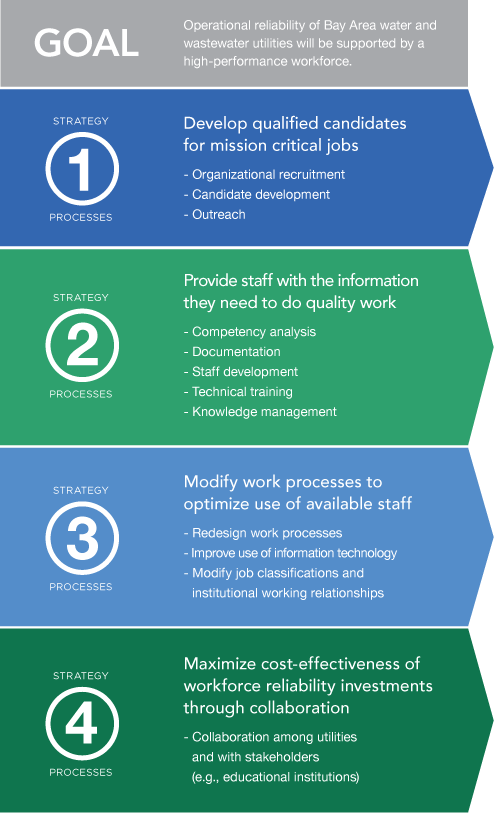 GOAL
Operational reliability of Bay Area water and
wastewater utilities will be supported by a
high-performance workforce.
STRATEGY
1
PROCESSES
Develop qualified candidates
for mission critical jobs
- Organizational recruitment
- Candidate development
- Outreach
STRATEGY
2
PROCESSES
Provide staff with the information
they need to do quality work
- Competency analysis
- Documentation
- Staff development
- Technical training
- Knowledge management
STRATEGY
3
PROCESSES
Modify work processes to
optimize use of available staff
- Redesign work processes
- Improve use of information technology
- Modify job classifications and
institutional working relationships
STRATEGY
4
PROCESSES
Maximize cost-effectiveness of
workforce reliability investments
through collaboration
- Collaboration among utilities
and with stakeholders
(e.g., educational institutions)